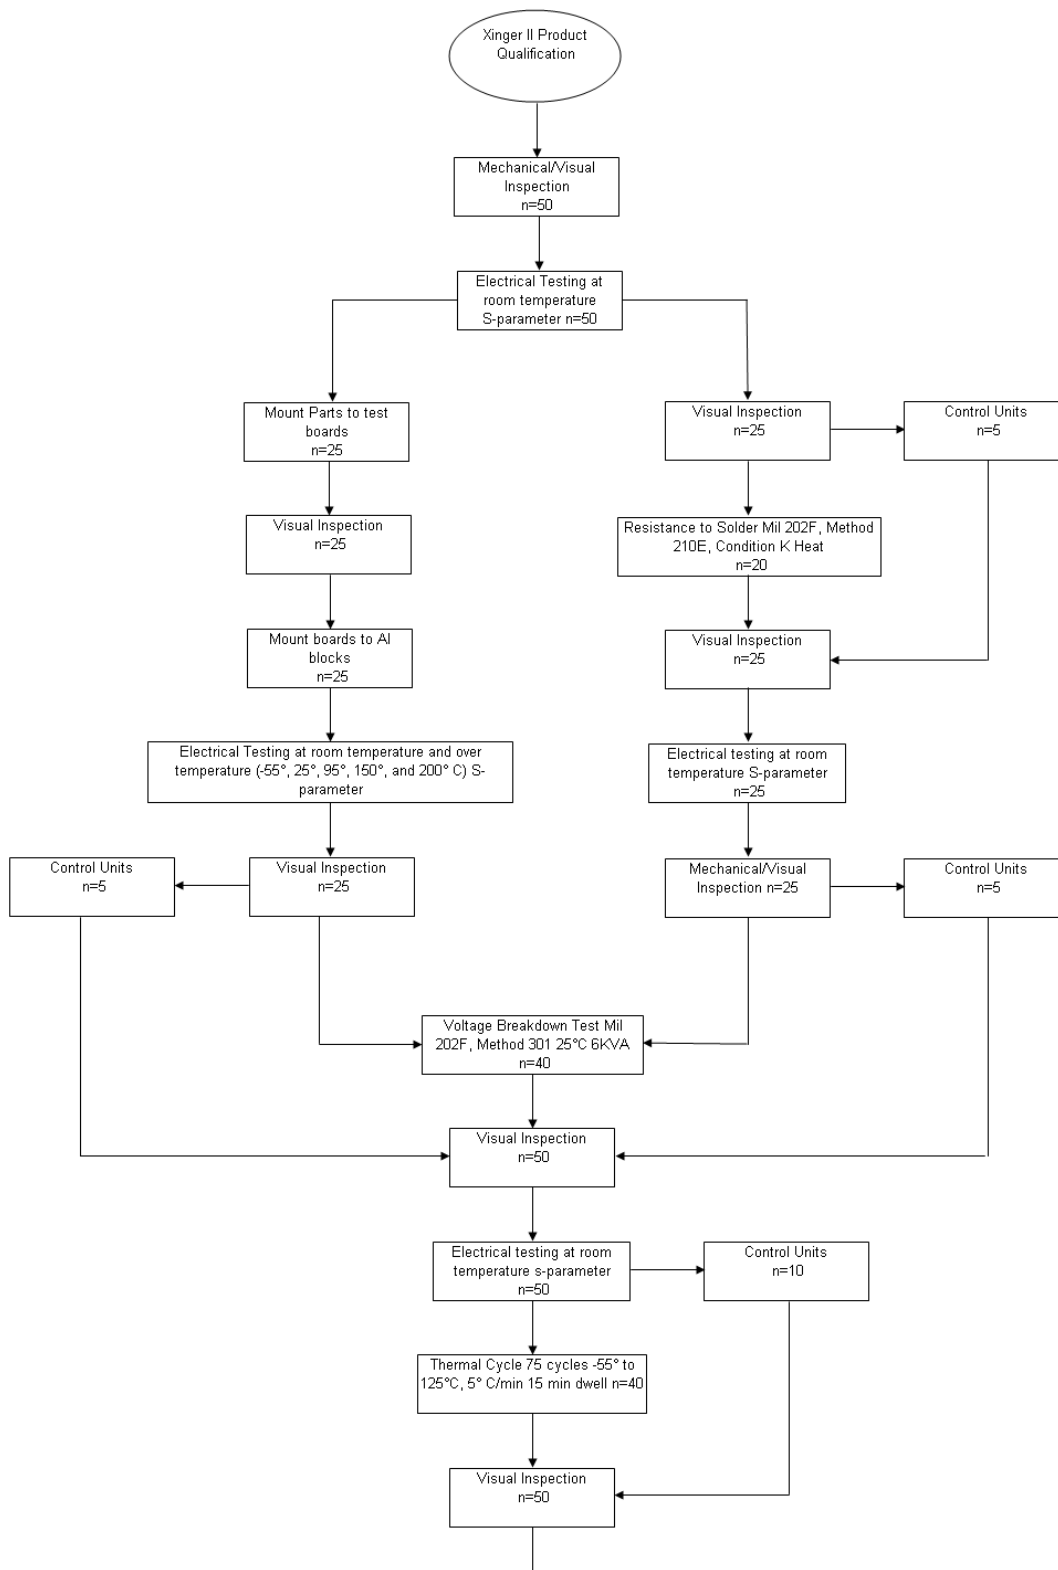 Xinger II Product
Qualification
Mechanical/Visual
Inspection
n=50
Electrical Testing at
room temperature
S-parameter n=50
Mount Parts to test
boards
n=25
Visual Inspection
n=25
Control Units
n=5
Visual Inspection
n=25
Resistance to Solder Mil 202F, Method
210E, Condition K Heat
n=20
Mount boards to Al
blocks
n=25
Visual Inspection
n=25
Electrical Testing at room temperature and over
temperature (-55°, 25°, 95°, 150°, and 200° C) S-
parameter
Electrical testing at room
temperature S-parameter
n=25
Control Units
n=5
Visual Inspection
n=25
Mechanical/Visual
Inspection n=25
Control Units
n=5
Voltage Breakdown Test Mil
202F, Method 301 25°C 6KVA
n=40
Visual Inspection
n=50
Electrical testing at room
temperature s-parameter
n=50
Control Units
n=10
Thermal Cycle 75 cycles -55° to
125°C, 5° C/min 15 min dwell n=40
Visual Inspection
n=50